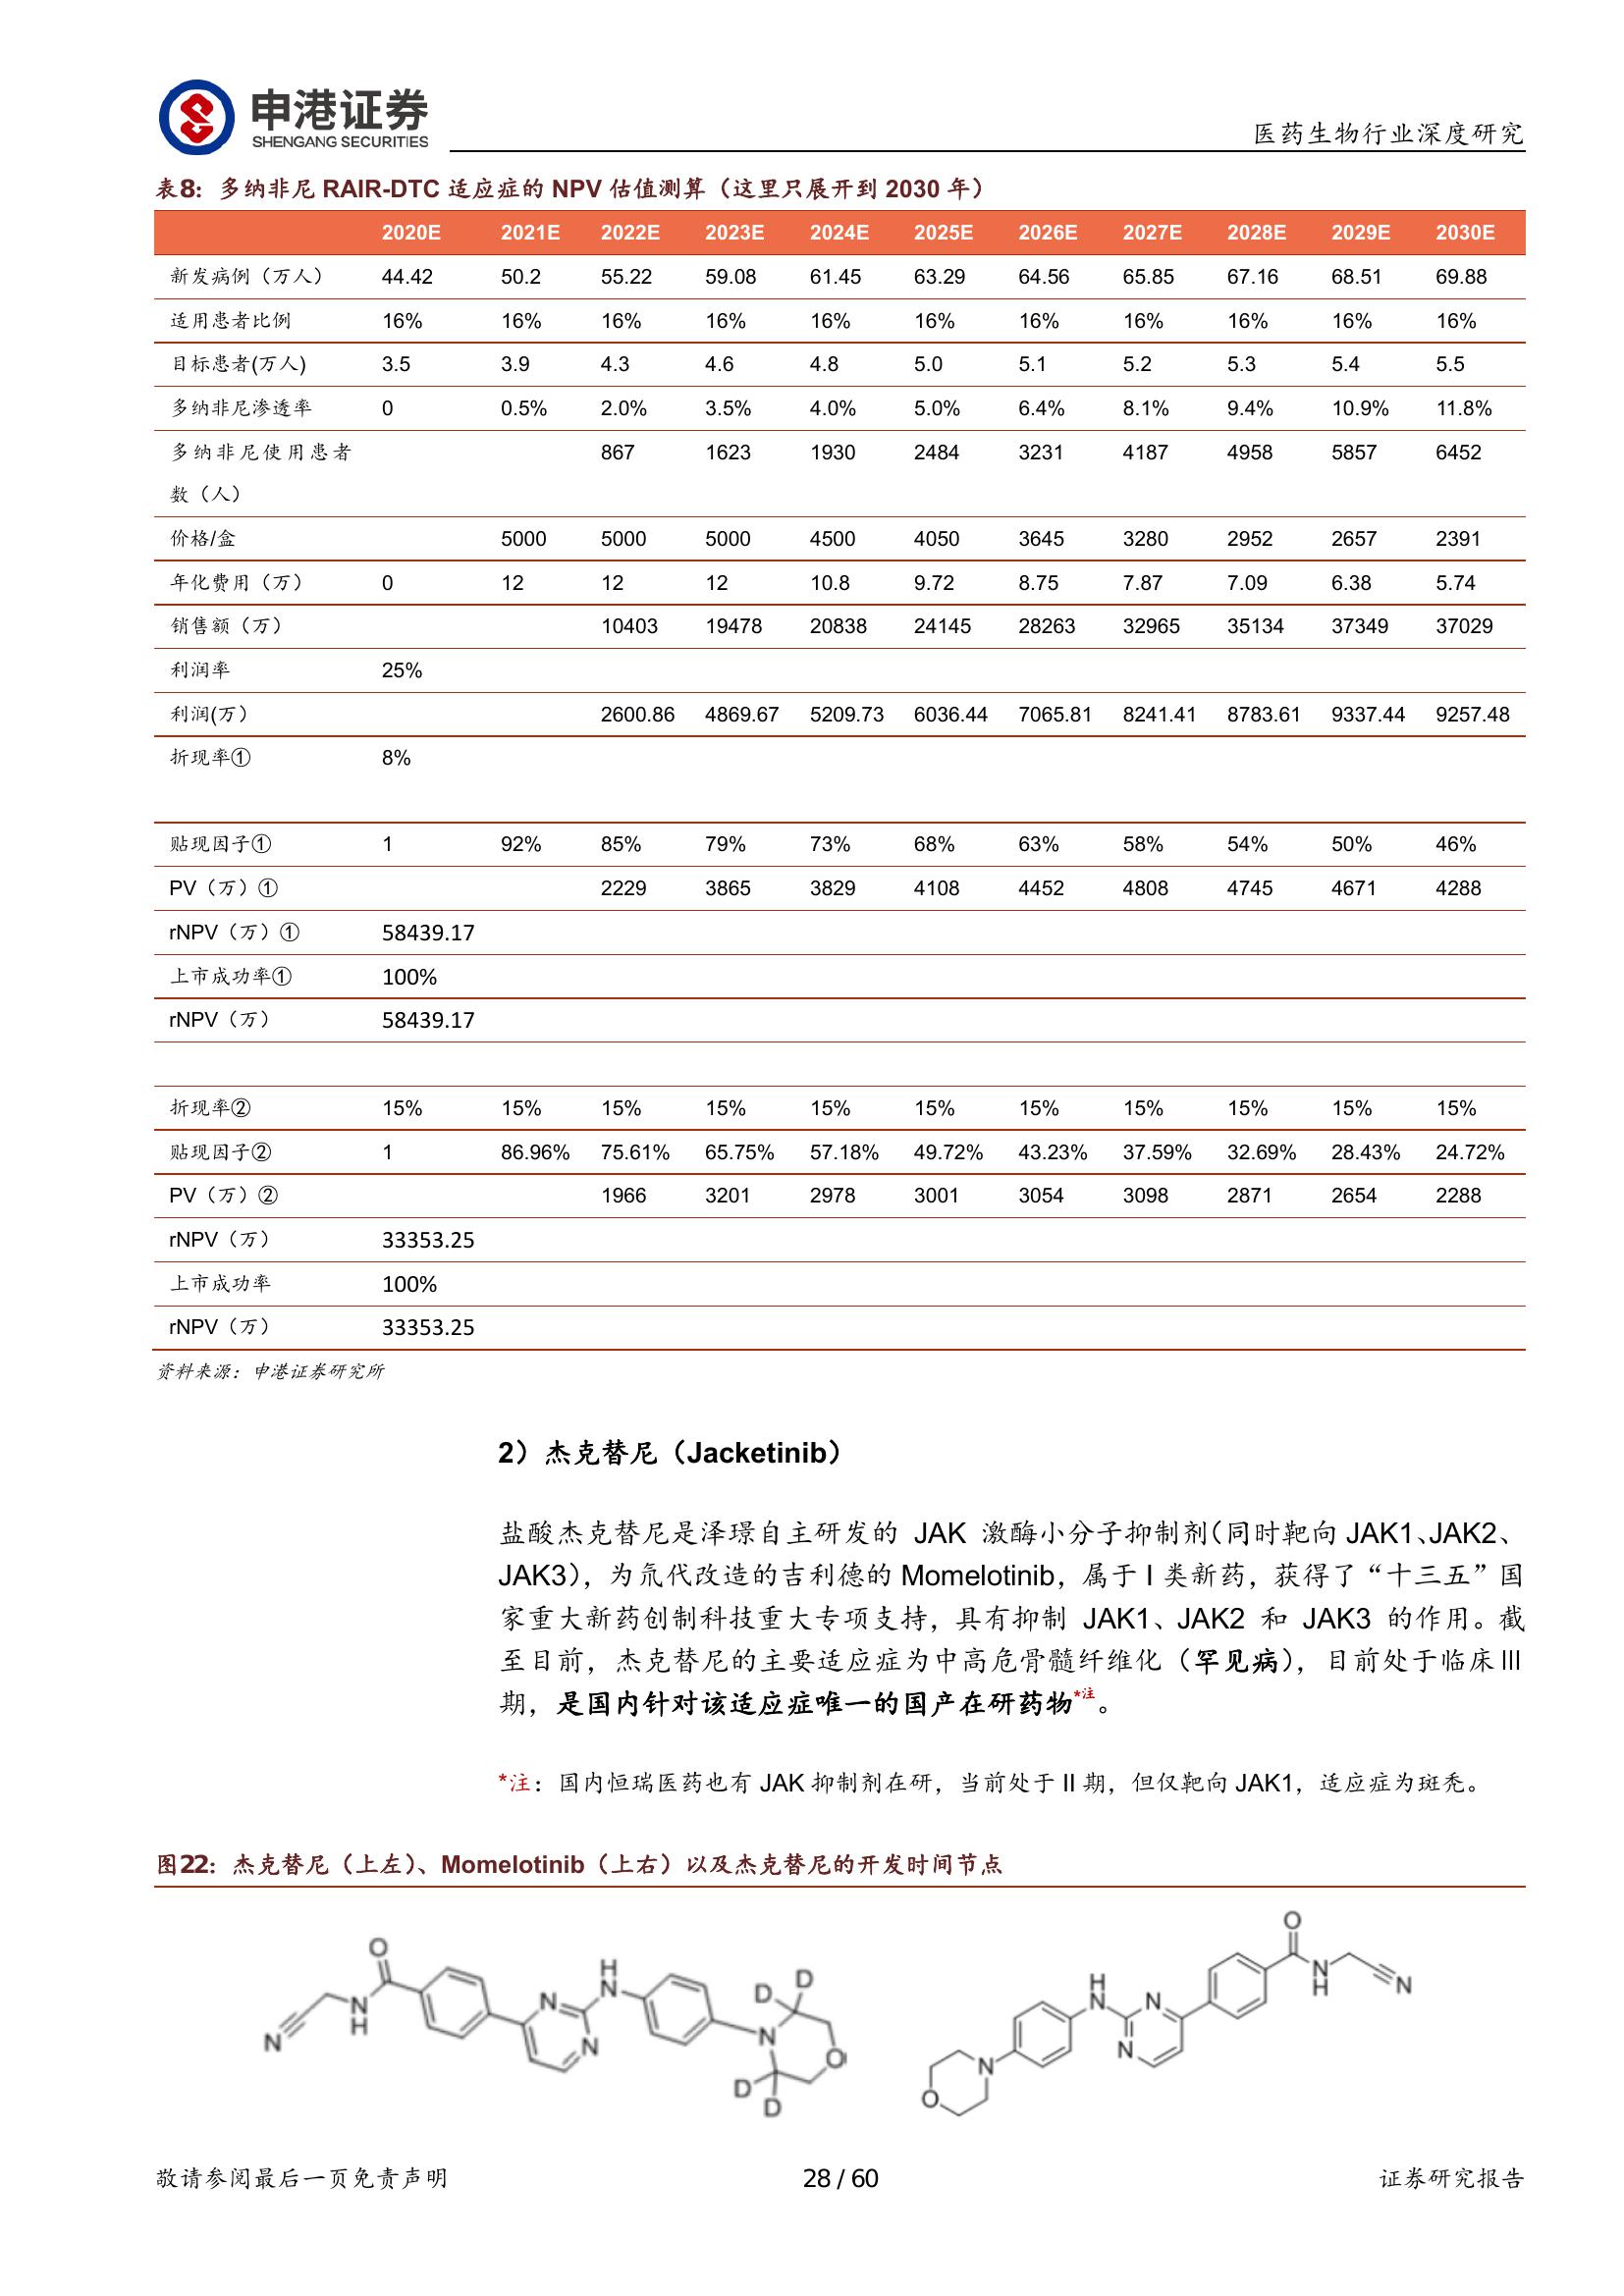 申港证券
SHENGANG SECURITIES
医药生物行业深度研究
表8：多纳非尼 RAIR-DTC 适应症的 NPV 估值测算（这里只展开到 2030 年）
2020E 2021E 2022E 2023E 2024E 2025E 2026E 2027E 2028E 2029E 2030E
新发病例（万人） 44.42 50.2 55.22 59.08 61.45 63.29 64.56 65.85 67.16 68.51 69.88
适用患者比例 16% 16% 16% 16% 16% 16% 16% 16% 16% 16% 16%
目标患者(万人) 3.5 3.9 4.3 4.6 4.8 5.0 5.1 5.2 5.3 5.4 5.5
多纳非尼渗透率 0 0.5% 2.0% 3.5% 4.0% 5.0% 6.4% 8.1% 9.4% 10.9% 11.8%
多纳非尼使用患者 867 1623 1930 2484 3231 4187 4958 5857 6452
数（人）
价格/盒 5000 5000 5000 4500 4050 3645 3280 2952 2657 2391
年化费用（万） 0 12 12 12 10.8 9.72 8.75 7.87 7.09 6.38 5.74
销售额（万） 10403 19478 20838 24145 28263 32965 35134 37349 37029
利润率 25%
利润(万） 2600.86 4869.67 5209.73 6036.44 7065.81 8241.41 8783.61 9337.44 9257.48
折现率① 8%
贴现因子① 1 92% 85% 79% 73% 68% 63% 58% 54% 50% 46%
PV（万）① 2229 3865 3829 4108 4452 4808 4745 4671 4288
rNPV（万）① 58439.17
上市成功率① 100%
rNPV（万） 58439.17
折现率② 15% 15% 15% 15% 15% 15% 15% 15% 15% 15% 15%
贴现因子② 1 86.96% 75.61% 65.75% 57.18% 49.72% 43.23% 37.59% 32.69% 28.43% 24.72%
PV（万）② 1966 3201 2978 3001 3054 3098 2871 2654 2288
rNPV（万） 33353.25
上市成功率 100%
rNPV（万） 33353.25
资料来源：申港证券研究所
2）杰克替尼（Jacketinib）
盐酸杰克替尼是泽璟自主研发的 JAK 激酶小分子抑制剂（同时靶向 JAK1、JAK2、
JAK3），为氘代改造的吉利德的 Momelotinib，属于 I 类新药，获得了“十三五”国
家重大新药创制科技重大专项支持，具有抑制 JAK1、JAK2 和 JAK3 的作用。截
至目前，杰克替尼的主要适应症为中高危骨髓纤维化（罕见病），目前处于临床Ⅲ
期，是国内针对该适应症唯一的国产在研药物*注。
*注：国内恒瑞医药也有 JAK 抑制剂在研，当前处于 II 期，但仅靶向 JAK1，适应症为斑秃。
图22：杰克替尼（上左）、Momelotinib（上右）以及杰克替尼的开发时间节点
N N H O N N H N D D O D D
O N H N N N H N N O
敬请参阅最后一页免责声明 28 / 60 证券研究报告